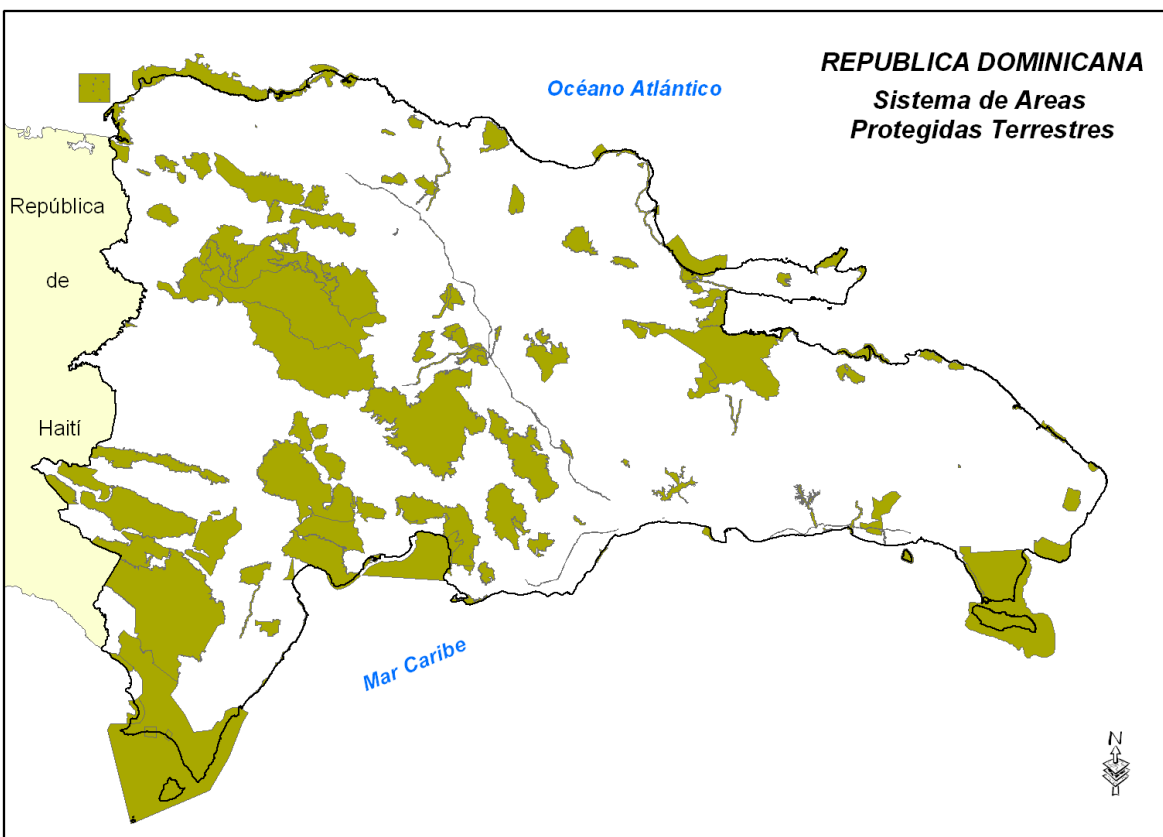 REPUBLICA DOMINICANA
Sistema de Areas
Protegidas Terrestres
Océano Atlántico
República
de
Haití
Mar Caribe
N